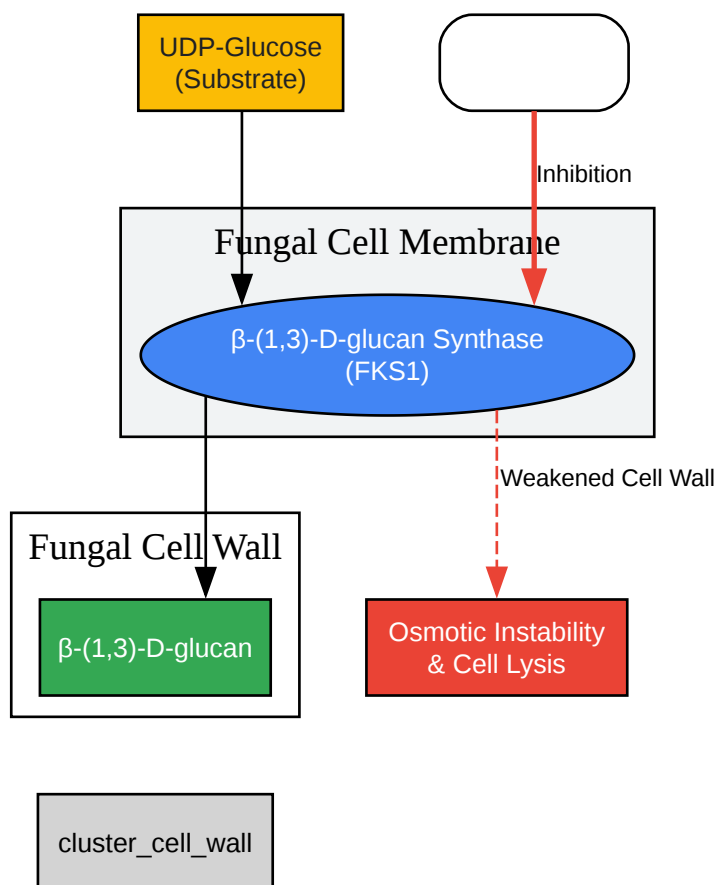 UDP-Glucose
(Substrate)
Inhibition
Fungal Cell Membrane
β-(1,3)-D-glucan Synthase
(FKS1)
Weakened Cell Wall
Fungal Cell Wall
β-(1,3)-D-glucan
Osmotic Instability
& Cell Lysis
cluster_cell_wall